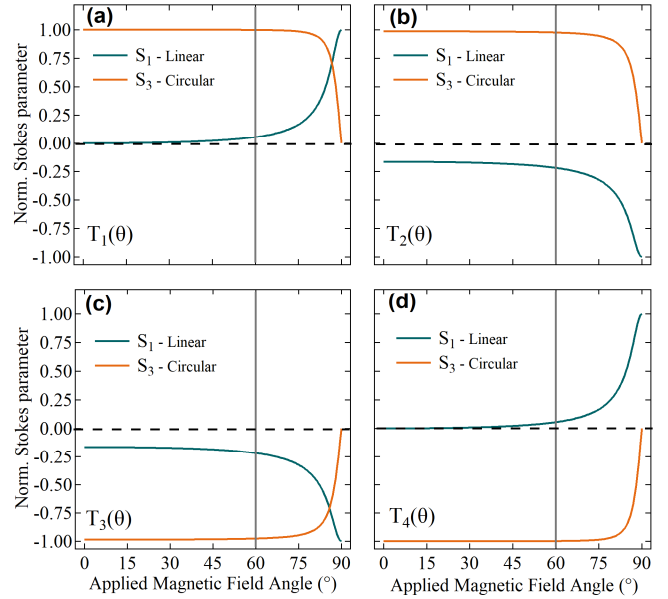 (a)
Norm. Stokes parameter
1.00
0.75
0.50
0.25
0.00
-0.25
-0.50
-0.75
-1.00
S₁ - Linear
S₃ - Circular
T₁(θ)
(b)
S₁ - Linear
S₃ - Circular
T₂(θ)
(c)
Norm. Stokes parameter
1.00
0.75
0.50
0.25
0.00
-0.25
-0.50
-0.75
-1.00
S₁ - Linear
S₃ - Circular
T₃(θ)
0 15 30 45 60 75 90
Applied Magnetic Field Angle (°)
(d)
S₁ - Linear
S₃ - Circular
T₄(θ)
0 15 30 45 60 75 90
Applied Magnetic Field Angle (°)